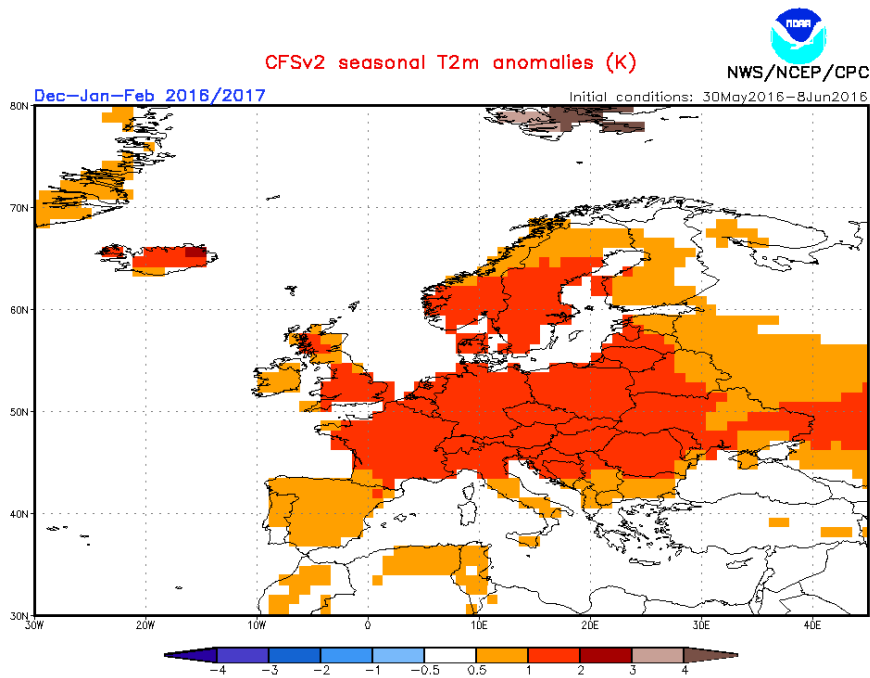 NOAA
CFSv2 seasonal T2m anomalies (K)
NWS/NCEP/CPC
Dec-Jan-Feb 2016/2017
Initial conditions: 30May2016-8Jun2016
80N
70N
60N
50N
40N
30N
30W 20W 10W 0 10E 20E 30E 40E
-4 -3 -2 -1 -0.5 0.5 1 2 3 4